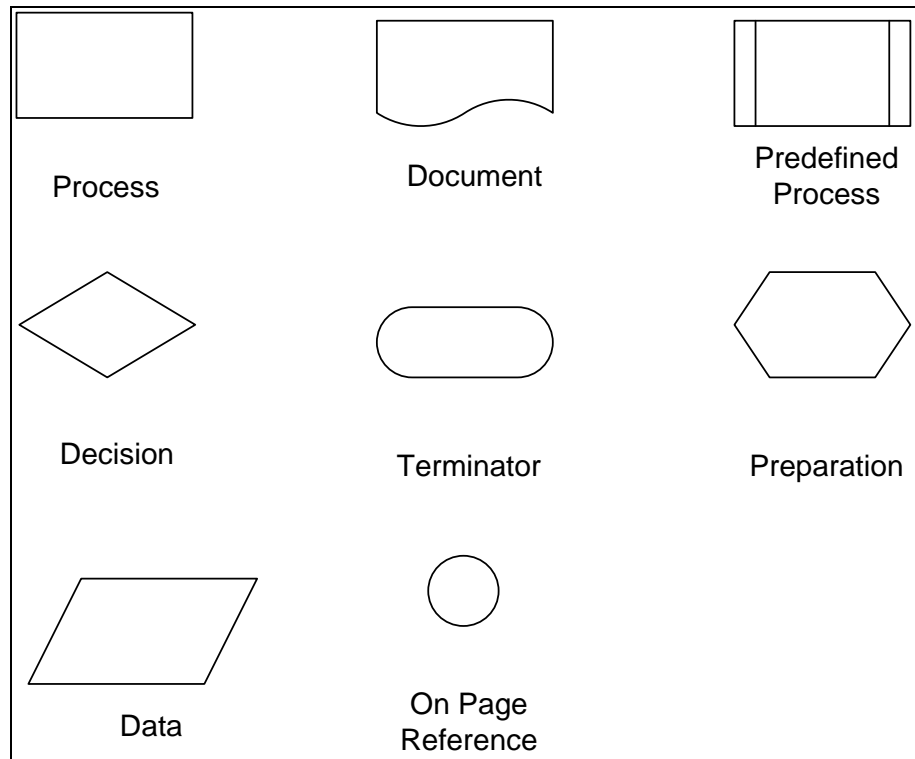 Process
Document
Predefined
Process
Decision
Terminator
Preparation
Data
On Page
Reference